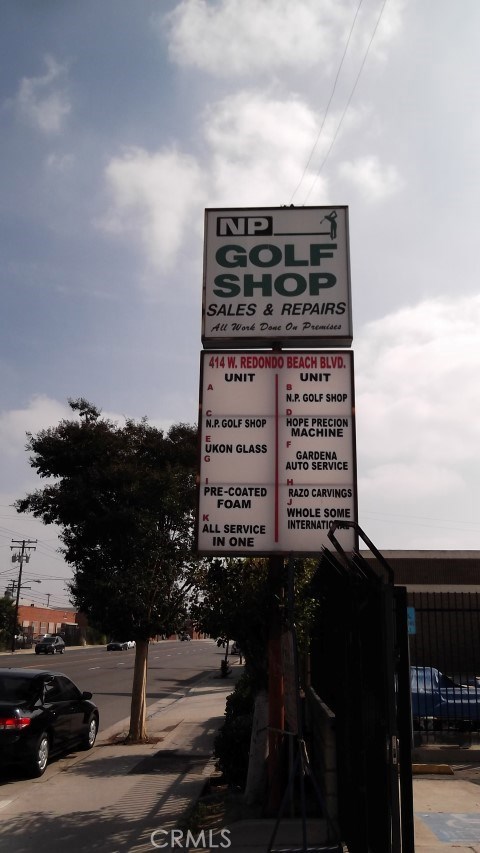 NP
GOLF
SHOP
SALES & REPAIRS
All Work Done On Premises
414 W. REDONDO BEACH BLVD.
UNIT
A
C
N.P. GOLF SHOP
E
UKON GLASS
G
I
PRE-COATED
FOAM
K
ALL SERVICE
IN ONE
UNIT
B
N.P. GOLF SHOP
D
HOPE PRECION
MACHINE
F
GARDENA
AUTO SERVICE
H
RAZO CARVINGS
J
WHOLE SOME
INTERNATIONAL
CRMLS